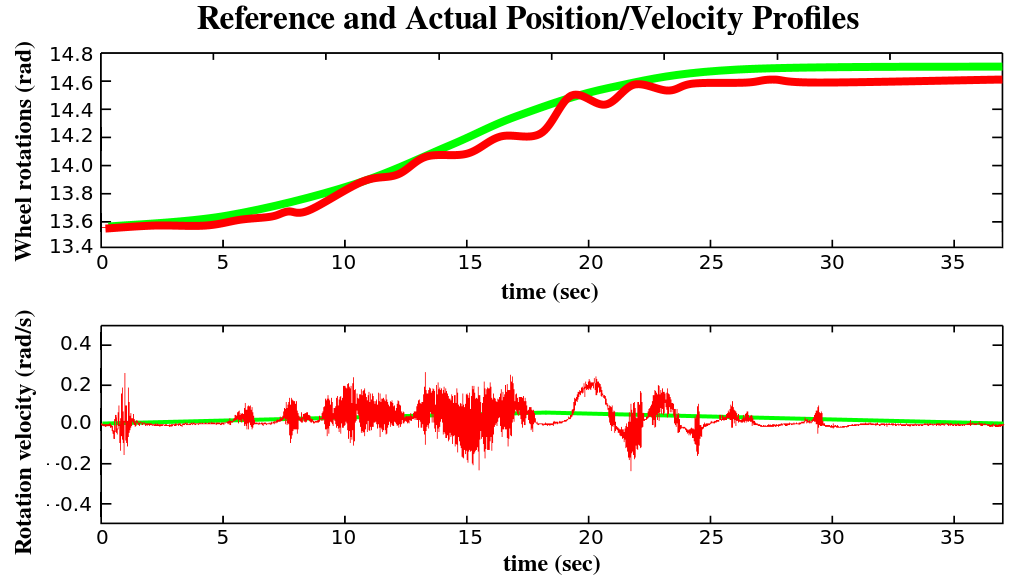 Reference and Actual Position/Velocity Profiles
Wheel rotations (rad)
14.8
14.6
14.4
14.2
14.0
13.8
13.6
13.4
0 5 10 15 20 25 30 35
time (sec)
Rotation velocity (rad/s)
0.4
0.2
0.0
-0.2
-0.4
0 5 10 15 20 25 30 35
time (sec)